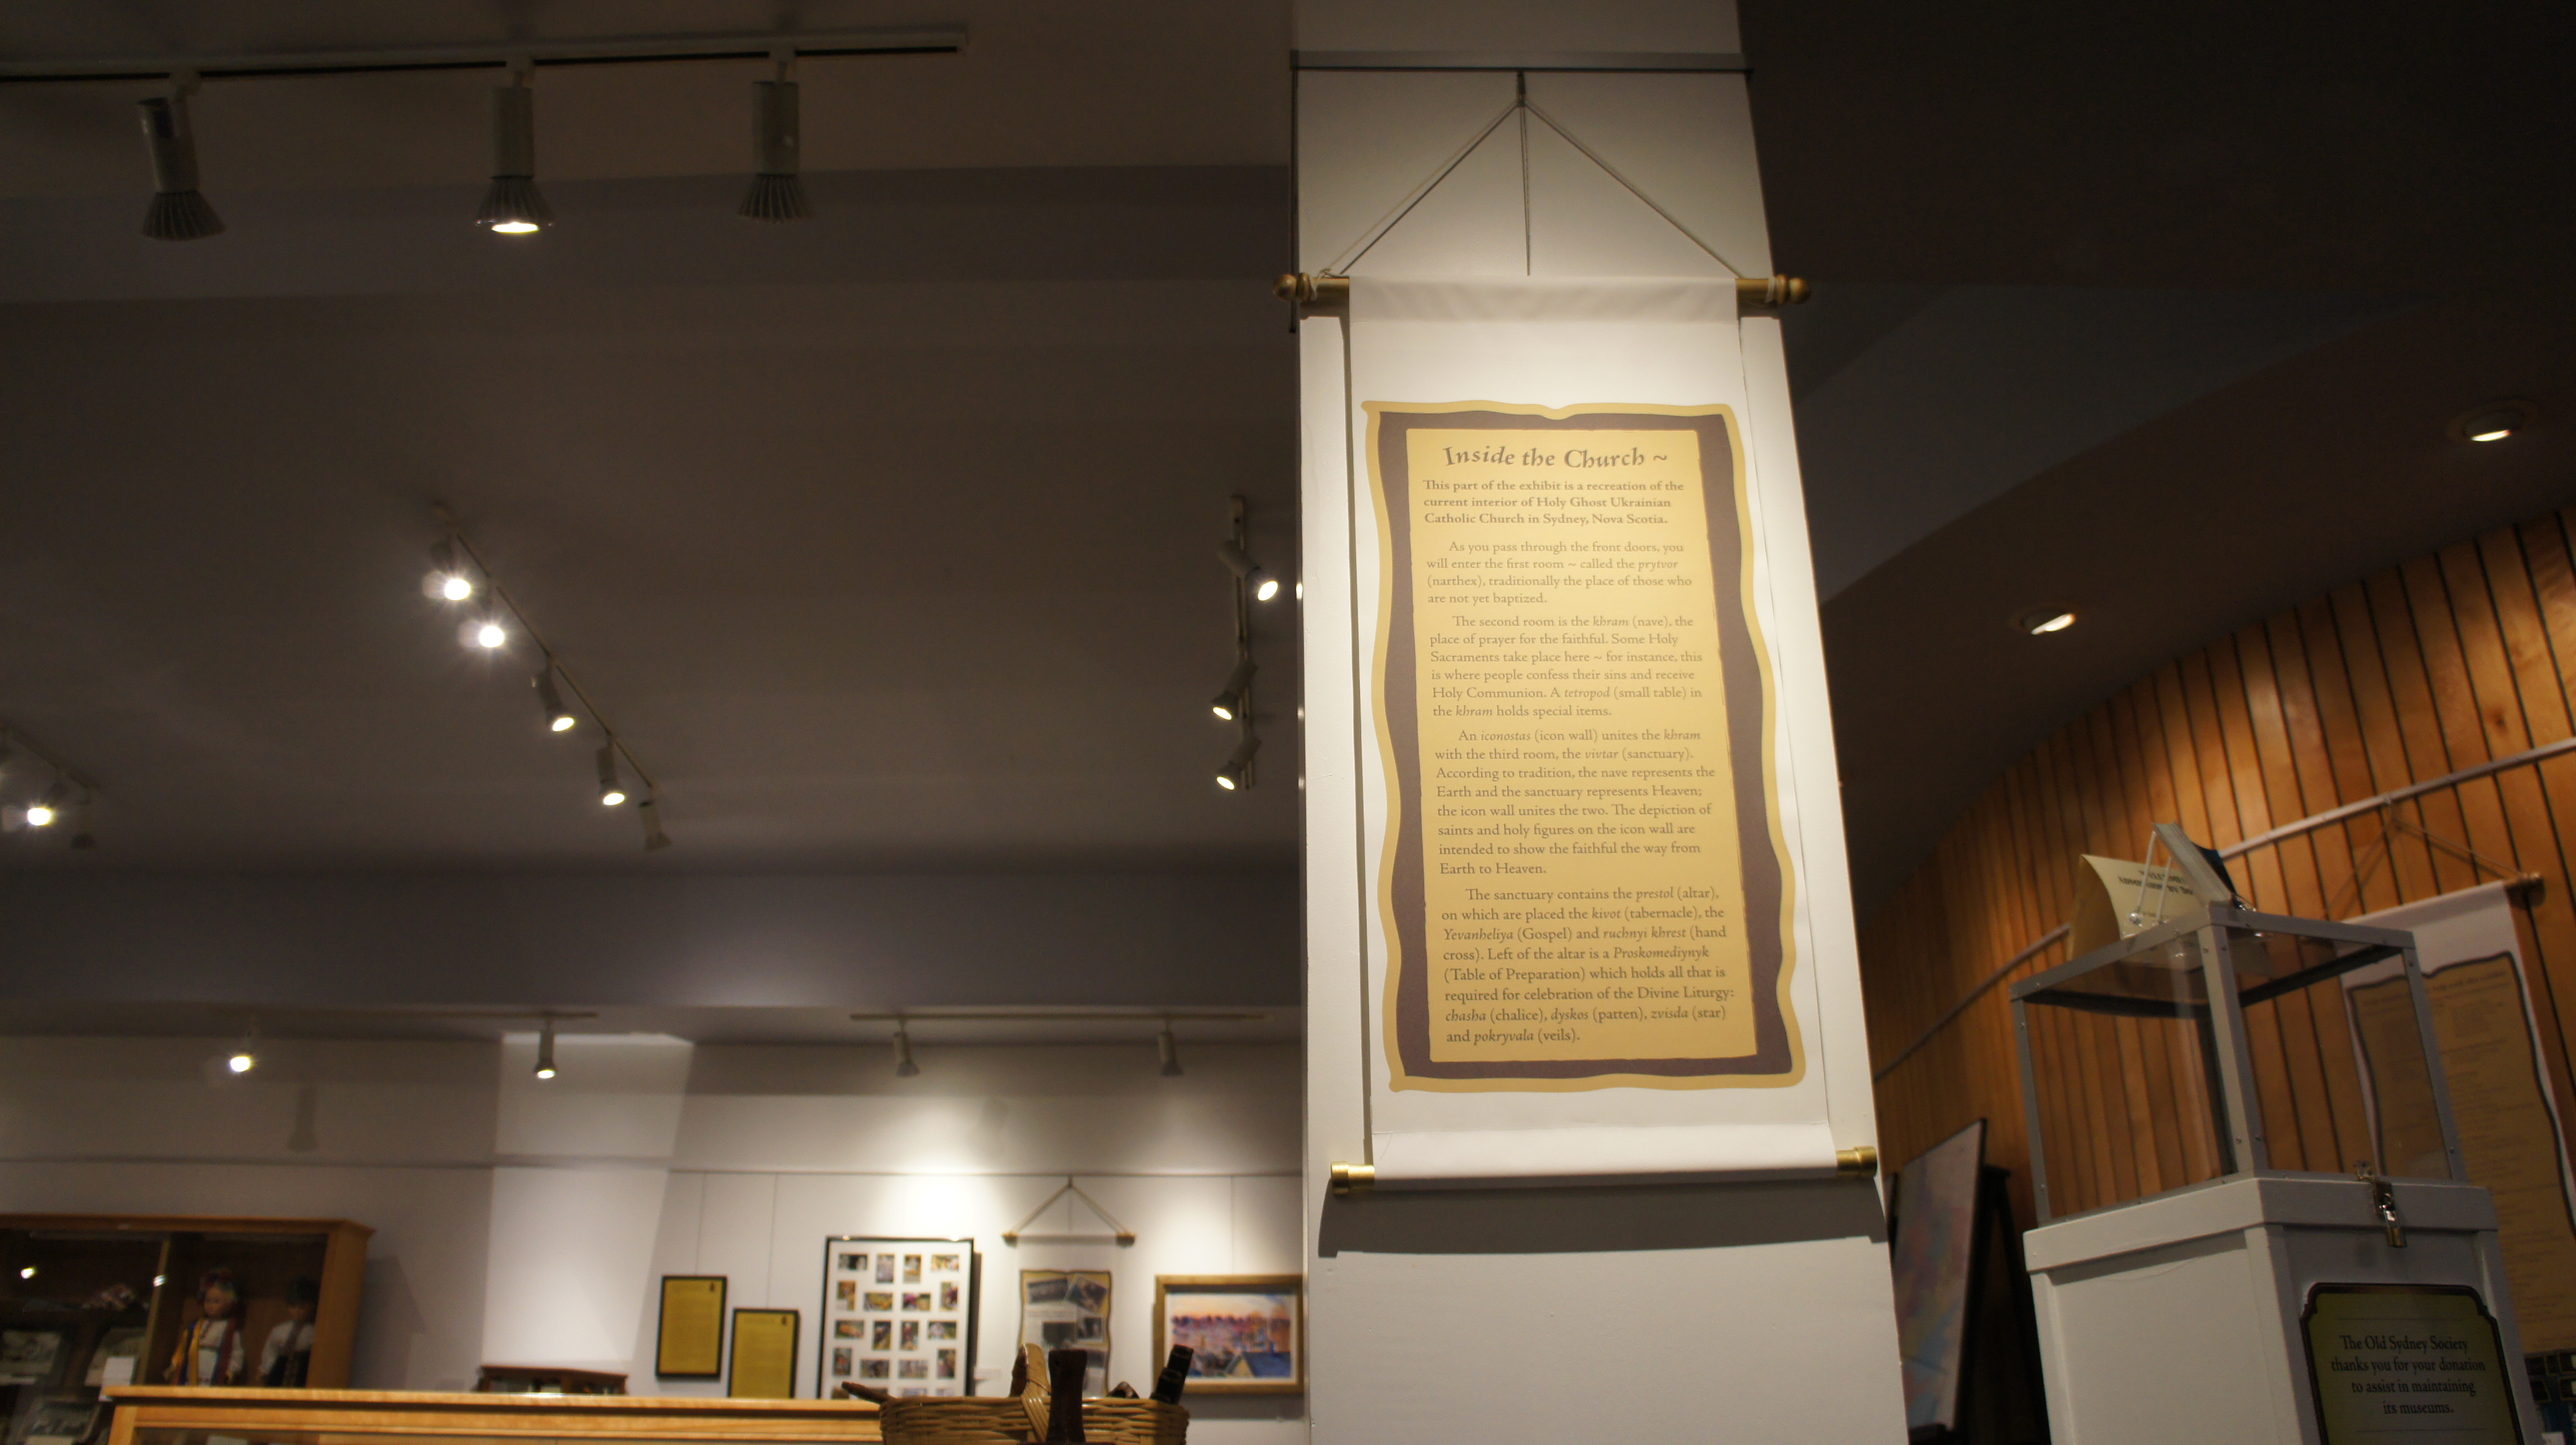 Inside the Church ~
This part of the exhibit is a recreation of the
current interior of Holy Ghost Ukrainian
Catholic Church in Sydney, Nova Scotia.
As you pass through the front doors, you
will enter the first room ~ called the prytvor
(narthex), traditionally the place of those who
are not yet baptized.
The second room is the khram (nave), the
place of prayer for the faithful. Some Holy
Sacraments take place here ~ for instance, this
is where people confess their sins and receive
Holy Communion. A tetropod (small table) in
the khram holds special items.
An iconostas (icon wall) unites the khram
with the third room, the vivtar (sanctuary).
According to tradition, the nave represents the
Earth and the sanctuary represents Heaven;
the icon wall unites the two. The depiction of
saints and holy figures on the icon wall are
intended to show the faithful the way from
Earth to Heaven.
The sanctuary contains the prestol (altar),
on which are placed the kivot (tabernacle), the
Yevanheliya (Gospel) and ruchnyi khrest (hand
cross). Left of the altar is a Proskomediynyk
(Table of Preparation) which holds all that is
required for celebration of the Divine Liturgy:
chasha (chalice), dyskos (patten), zvisda (star)
and pokryvala (veils).
The Old Sydney Society
thanks you for your donation
to assist in maintaining
its museums.